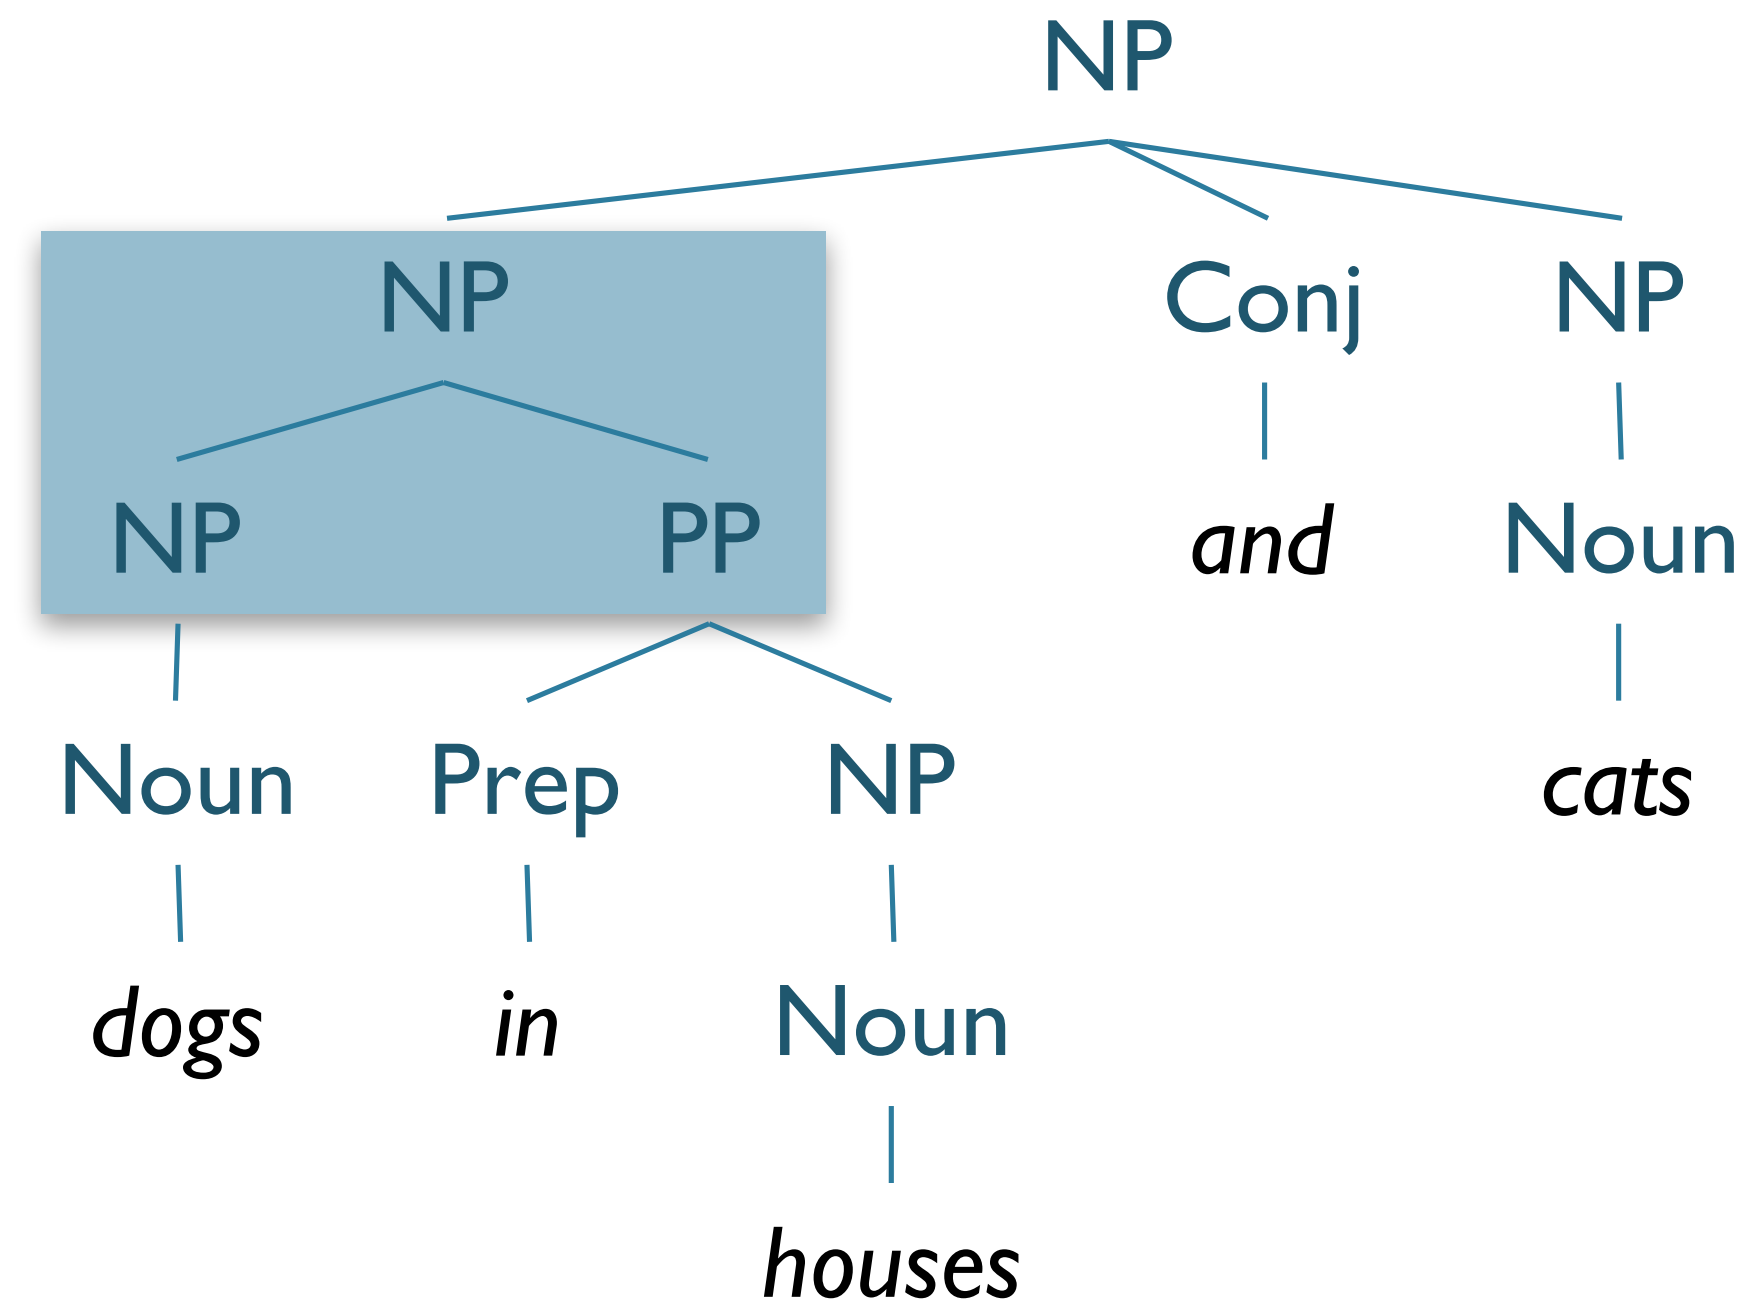 NP
NP Conj NP
NP PP and Noun
Noun Prep NP cats
dogs in Noun
houses